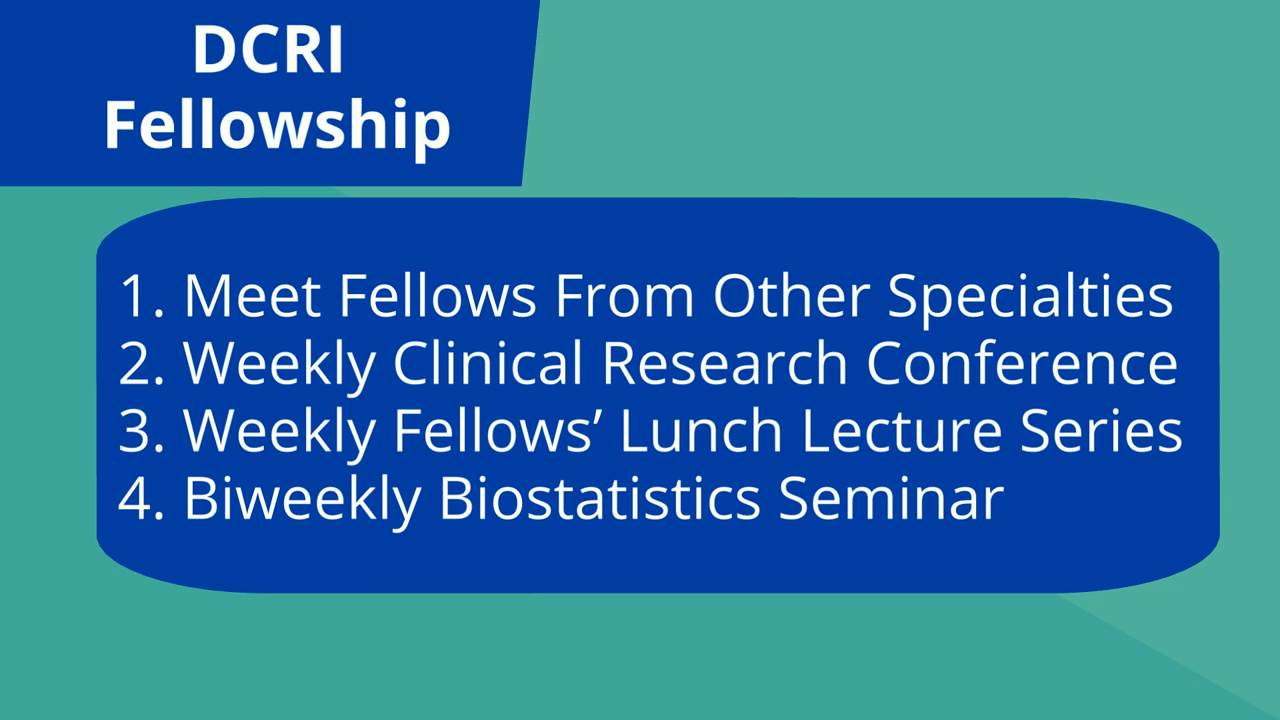 DCRI
Fellowship
1. Meet Fellows From Other Specialties
2. Weekly Clinical Research Conference
3. Weekly Fellows’ Lunch Lecture Series
4. Biweekly Biostatistics Seminar